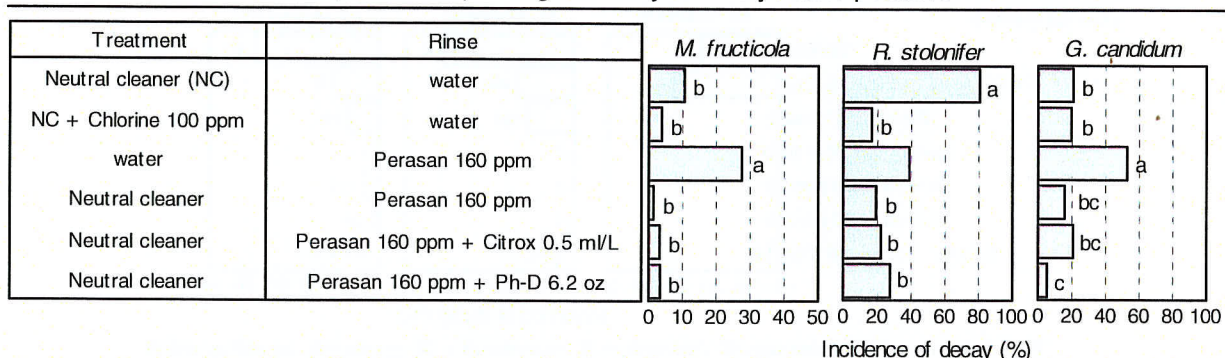 Treatment Rinse
M. fructicola R. stolonifer G. candidum
Neutral cleaner (NC) water b a b
NC + Chlorine 100 ppm water b b b
water Perasan 160 ppm a a
Neutral cleaner Perasan 160 ppm b b bc
Neutral cleaner Perasan 160 ppm + Citrox 0.5 ml/L b b bc
Neutral cleaner Perasan 160 ppm + Ph-D 6.2 oz b b c
0 10 20 30 40 50 0 20 40 60 80 100 0 20 40 60 80 100
Incidence of decay (%)